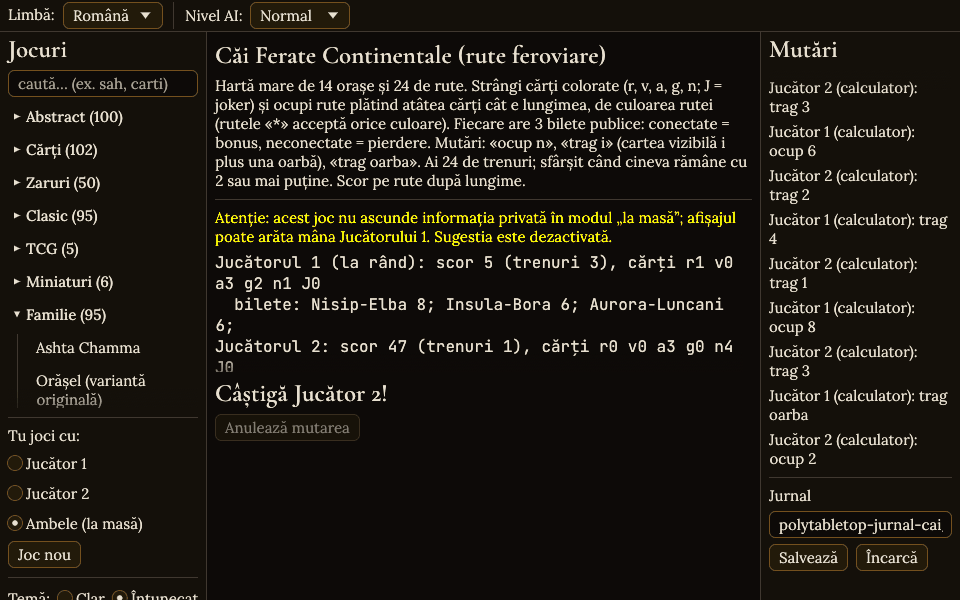 Limbă: Română ▼ Nivel AI: Normal ▼
Jocuri
caută... (ex. sah, carti)
▸ Abstract (100)
▸ Cărți (102)
▸ Zaruri (50)
▸ Clasic (95)
▸ TCG (5)
▸ Miniaturi (6)
▾ Familie (95)
Ashta Chamma
Orășel (variantă
originală)
Tu joci cu:
Jucător 1
Jucător 2
Ambele (la masă)
Joc nou
Temă: Clar Întunecat
Căi Ferate Continentale (rute feroviare)
Hartă mare de 14 orașe și 24 de rute. Strângi cărți colorate (r, v, a, g, n; J =
joker) și ocupi rute plătind atâtea cărți cât e lungimea, de culoarea rutei
(rutele «*» acceptă orice culoare). Fiecare are 3 bilete publice: conectate =
bonus, neconectate = pierdere. Mutări: «ocup n», «trag i» (cartea vizibilă i
plus una oarbă), «trag oarba». Ai 24 de trenuri; sfârșit când cineva rămâne cu
2 sau mai puține. Scor pe rute după lungime.
Atenție: acest joc nu ascunde informația privată în modul „la masă”; afișajul
poate arăta mâna Jucătorului 1. Sugestia este dezactivată.
Jucătorul 1 (la rând): scor 5 (trenuri 3), cărți r1 v0
a3 g2 n1 J0
bilete: Nisip-Elba 8; Insula-Bora 6; Aurora-Luncani
6;
Jucătorul 2: scor 47 (trenuri 1), cărți r0 v0 a3 g0 n4
J0
Câștigă Jucător 2!
Anulează mutarea
Mutări
Jucător 2 (calculator):
trag 3
Jucător 1 (calculator):
ocup 6
Jucător 2 (calculator):
trag 2
Jucător 1 (calculator): trag
4
Jucător 2 (calculator):
trag 1
Jucător 1 (calculator):
ocup 8
Jucător 2 (calculator):
trag 3
Jucător 1 (calculator): trag
oarba
Jucător 2 (calculator):
ocup 2
Jurnal
polytabletop-jurnal-cai_
Salvează Încarcă